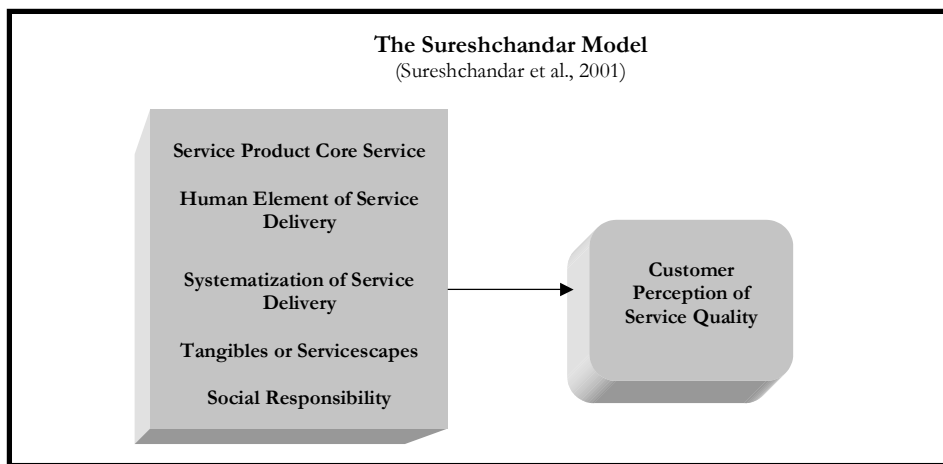 The Sureshchandar Model
(Sureshchandar et al., 2001)
Service Product Core Service
Human Element of Service
Delivery
Systematization of Service
Delivery
Tangibles or Servicescapes
Social Responsibility
Customer
Perception of
Service Quality